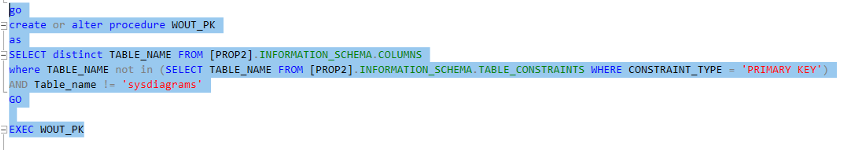 go
create or alter procedure WOUT_PK
as
SELECT distinct TABLE_NAME FROM [PROP2].INFORMATION_SCHEMA.COLUMNS
where TABLE_NAME not in (SELECT TABLE_NAME FROM [PROP2].INFORMATION_SCHEMA.TABLE_CONSTRAINTS WHERE CONSTRAINT_TYPE = 'PRIMARY KEY')
AND Table_name != 'sysdiagrams'
GO
EXEC WOUT_PK